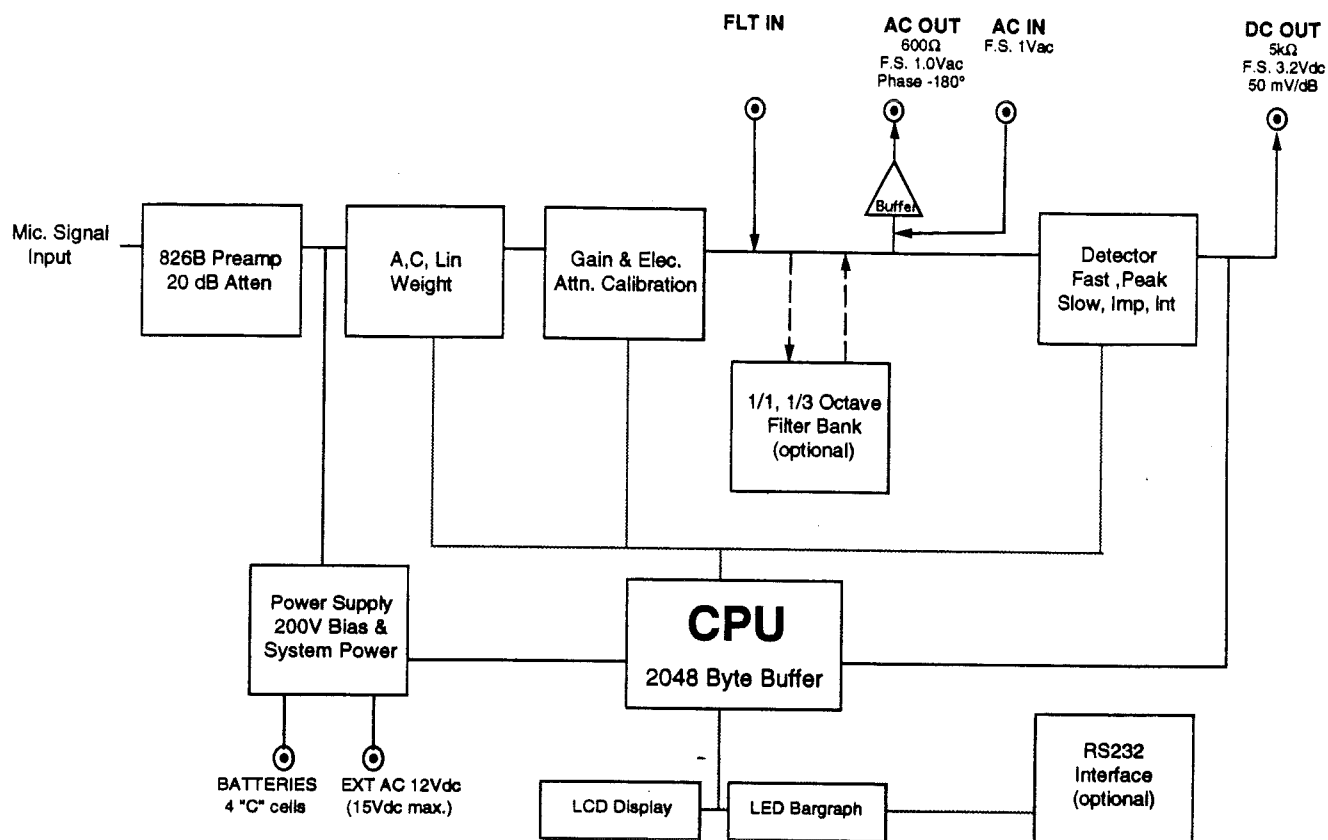 FLT IN
AC OUT
600Ω
F.S. 1.0Vac
Phase -180°
AC IN
F.S. 1Vac
DC OUT
5kΩ
F.S. 3.2Vdc
50 mV/dB
Buffer
Mic. Signal
Input
826B Preamp
20 dB Atten
A,C, Lin
Weight
Gain & Elec.
Attn. Calibration
Detector
Fast ,Peak
Slow, Imp, Int
1/1, 1/3 Octave
Filter Bank
(optional)
Power Supply
200V Bias &
System Power
CPU
2048 Byte Buffer
BATTERIES
4 "C" cells
EXT AC 12Vdc
(15Vdc max.)
LCD Display
LED Bargraph
RS232
Interface
(optional)